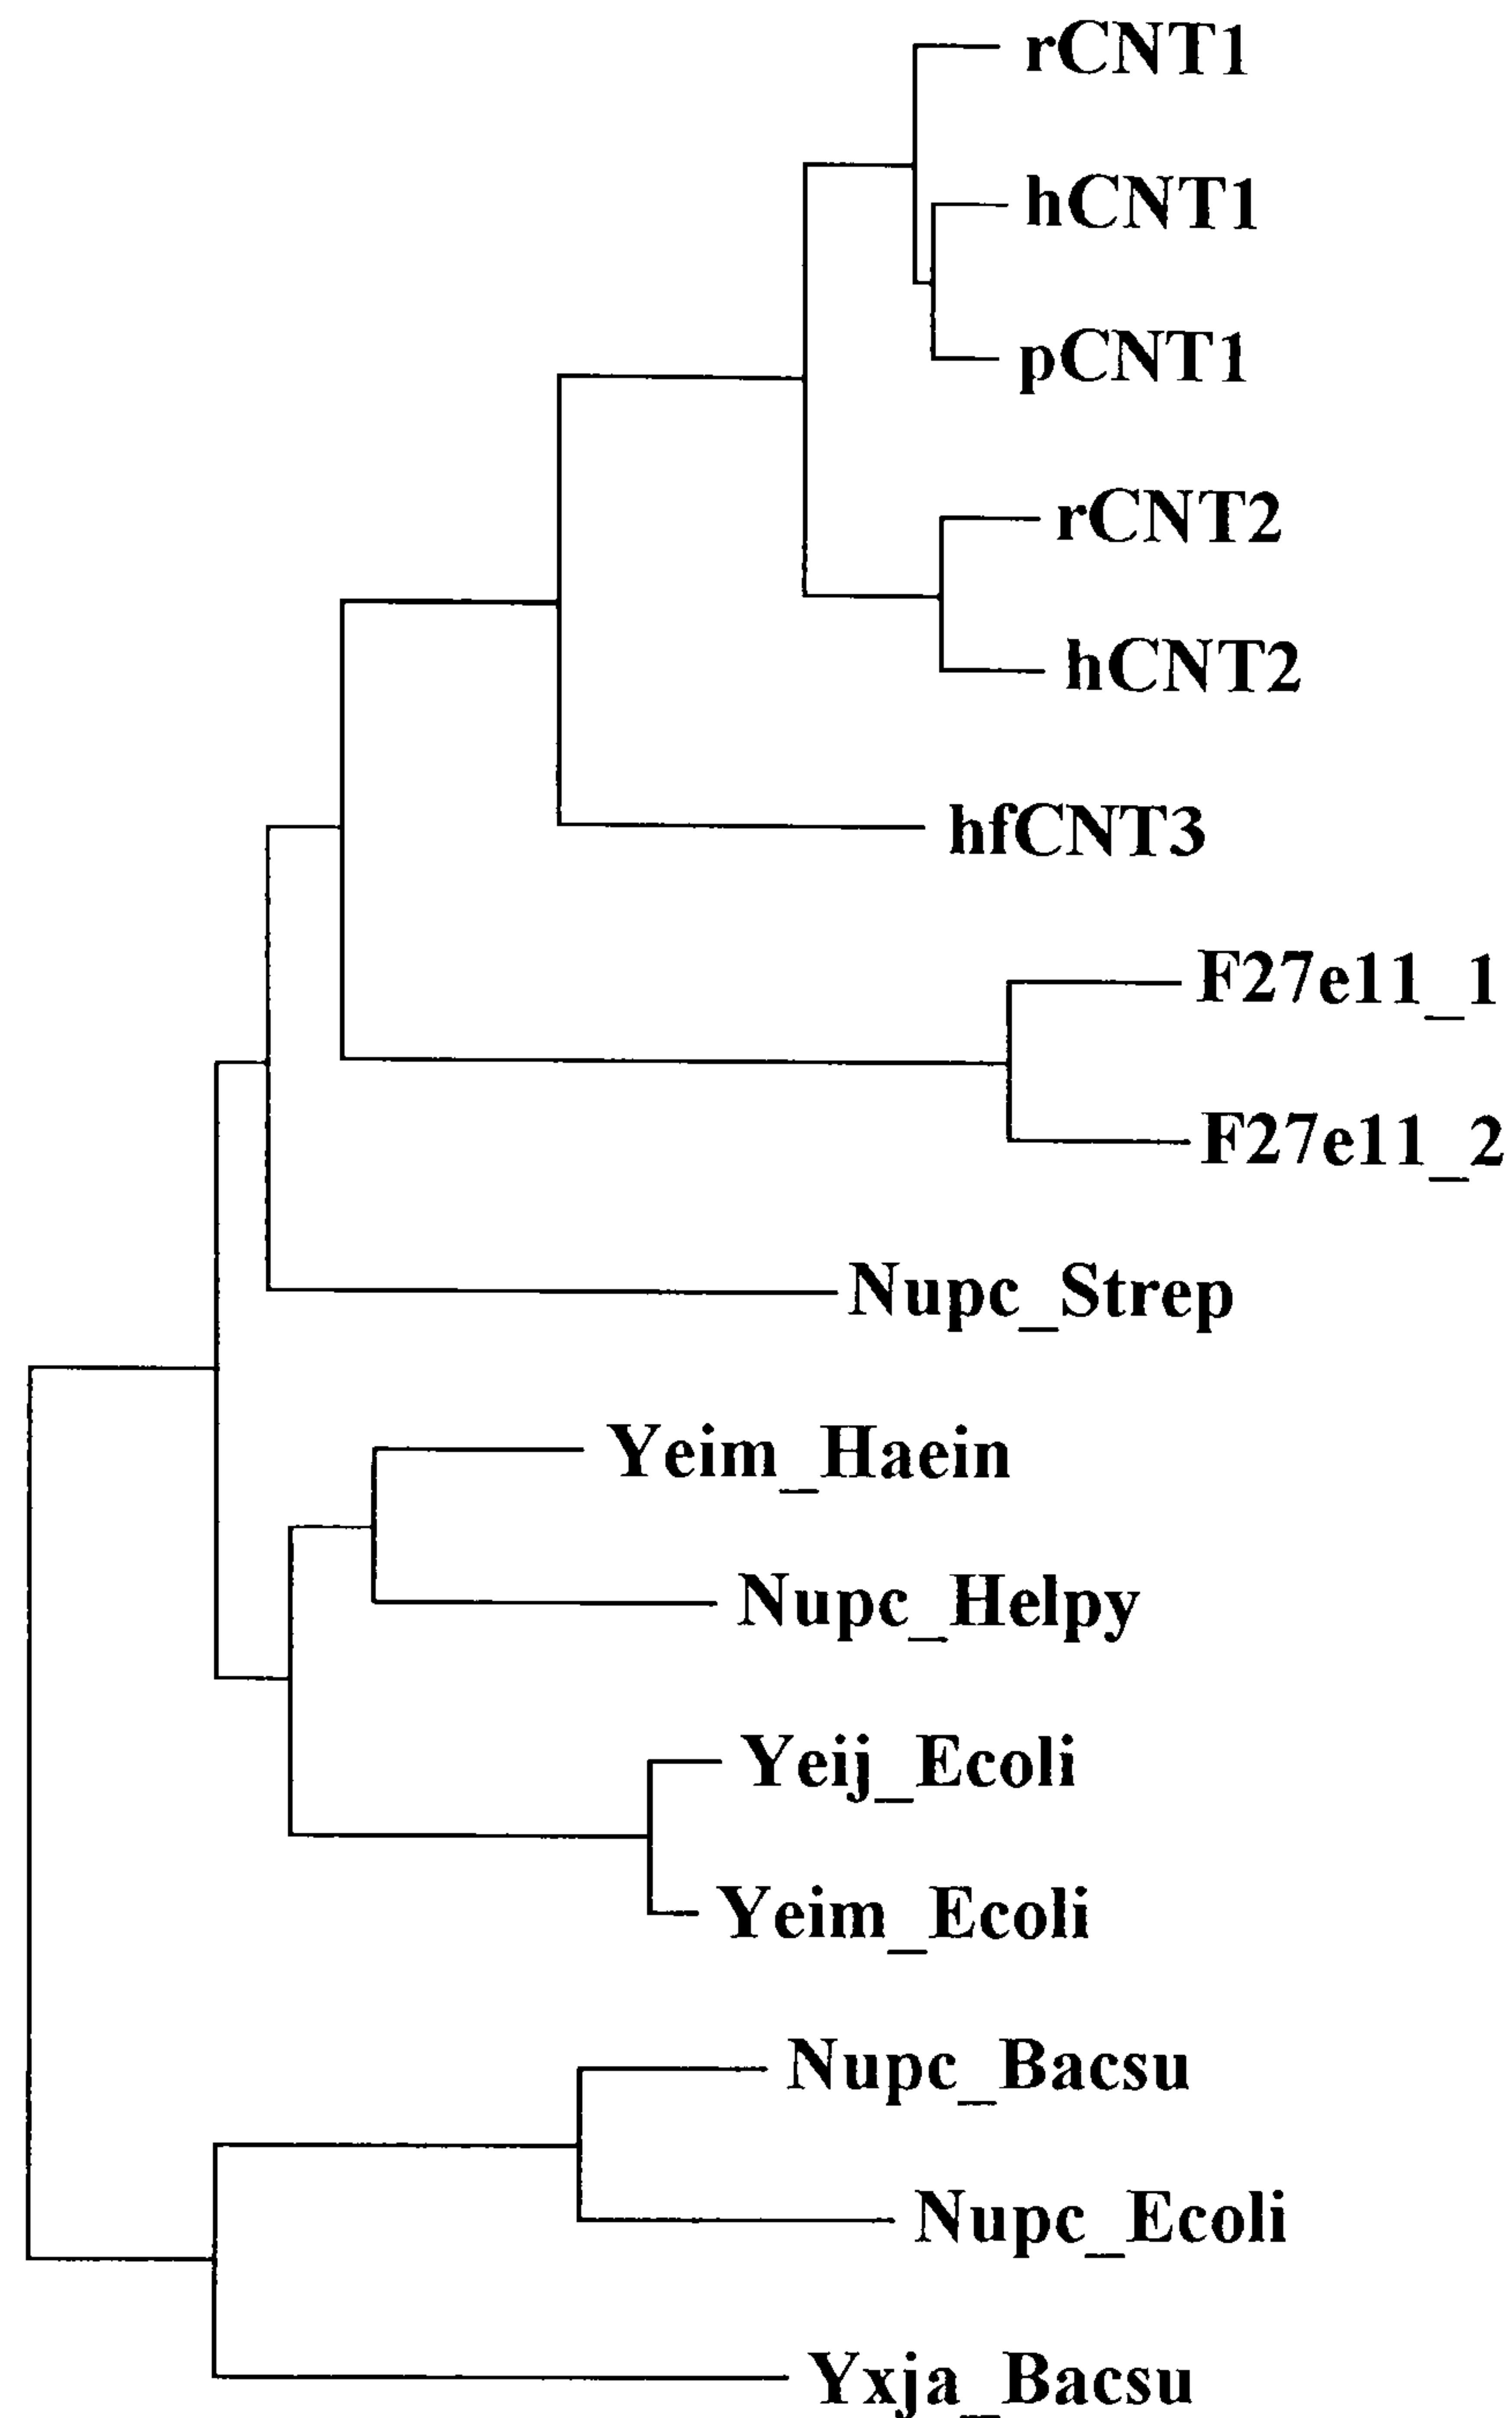 rCNT1
hCNT1
pCNT1
rCNT2
hCNT2
hfCNT3
F27e11_1
F27e11_2
Nupc_Strep
Yeim_Haein
Nupc_Helpy
Yeij_Ecoli
Yeim_Ecoli
Nupc_Bacsu
Nupc_Ecoli
Yxja_Bacsu